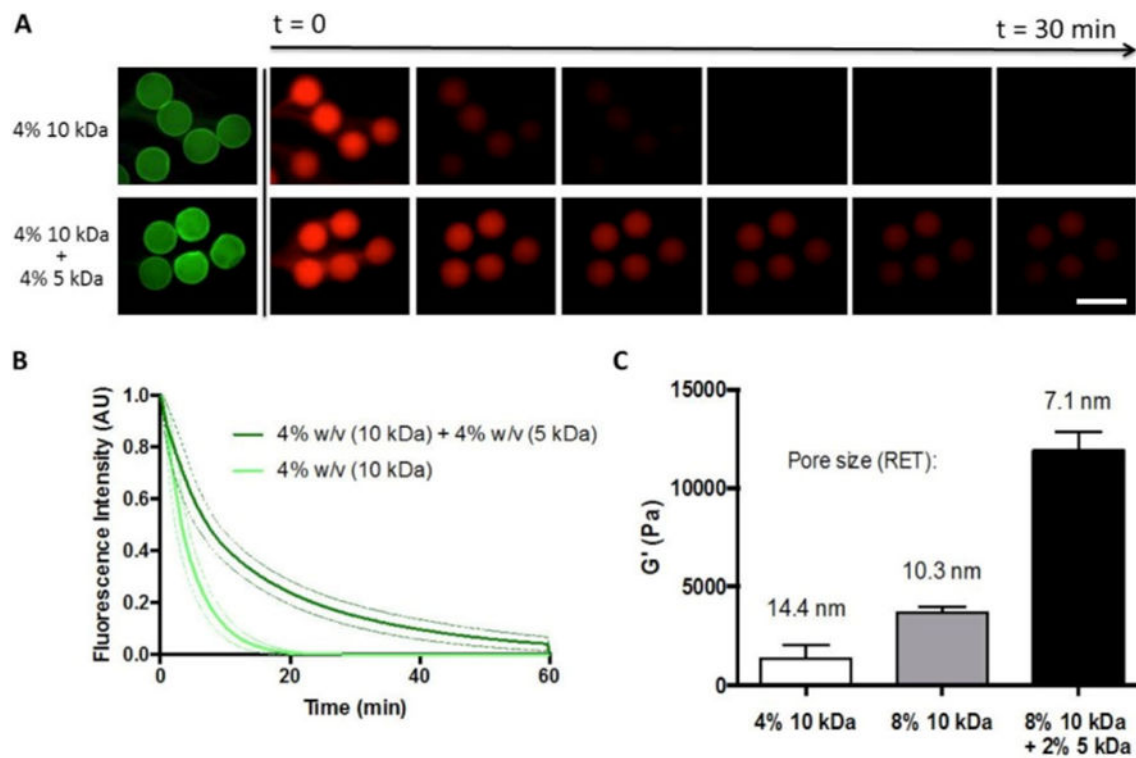 A
t = 0
t = 30 min
4% 10 kDa
4% 10 kDa
+
4% 5 kDa
B
Fluorescence Intensity (AU)
1.0
0.8
0.6
0.4
0.2
0.0
4% w/v (10 kDa) + 4% w/v (5 kDa)
4% w/v (10 kDa)
0
20
40
60
Time (min)
C
G' (Pa)
15000
10000
5000
0
Pore size (RET):
14.4 nm
10.3 nm
7.1 nm
4% 10 kDa
8% 10 kDa
8% 10 kDa
+ 2% 5 kDa